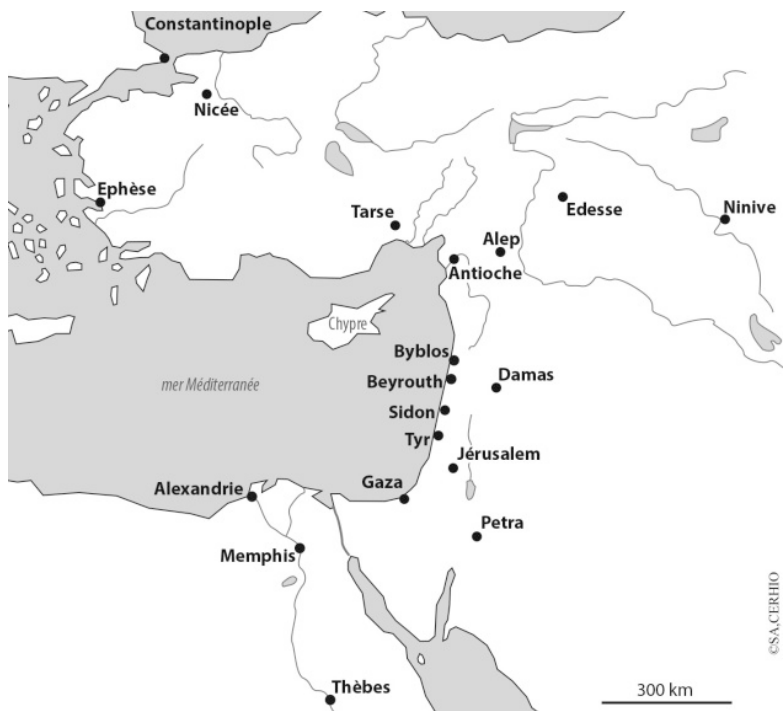 Constantinople
Nicée
Ephèse
Tarse
Edesse
Ninive
Alep
Antioche
Chypre
Byblos
mer Méditerranée
Beyrouth
Damas
Sidon
Tyr
Jérusalem
Alexandrie
Gaza
Petra
Memphis
©SA,CERHIO
Thèbes
300 km